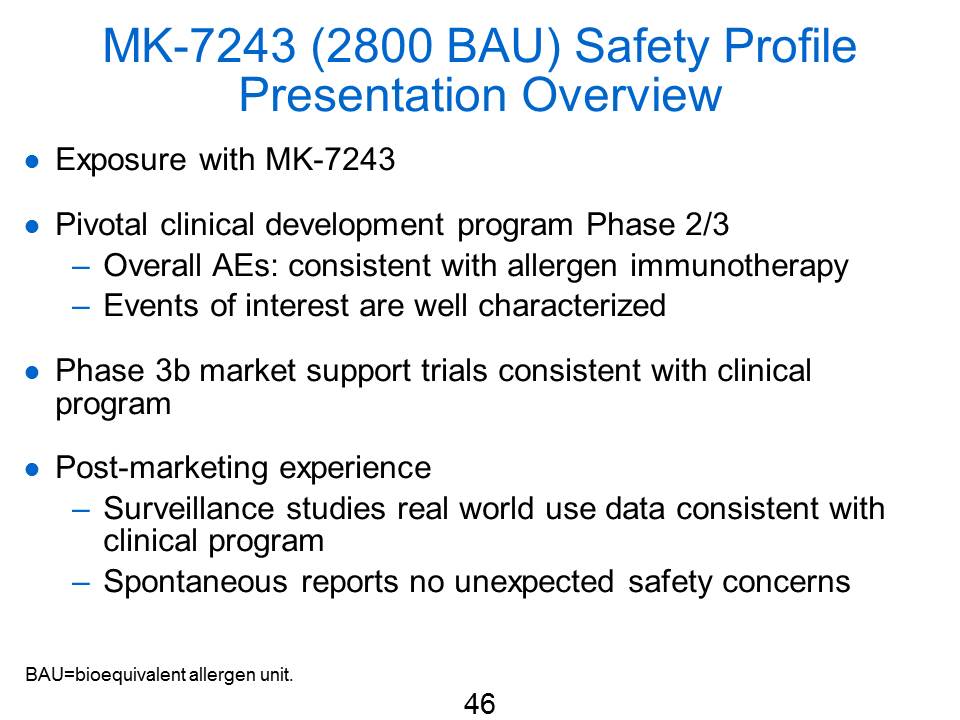 MK-7243 (2800 BAU) Safety Profile
Presentation Overview
● Exposure with MK-7243
● Pivotal clinical development program Phase 2/3
– Overall AEs: consistent with allergen immunotherapy
– Events of interest are well characterized
● Phase 3b market support trials consistent with clinical
program
● Post-marketing experience
– Surveillance studies real world use data consistent with
clinical program
– Spontaneous reports no unexpected safety concerns
BAU=bioequivalent allergen unit.
46